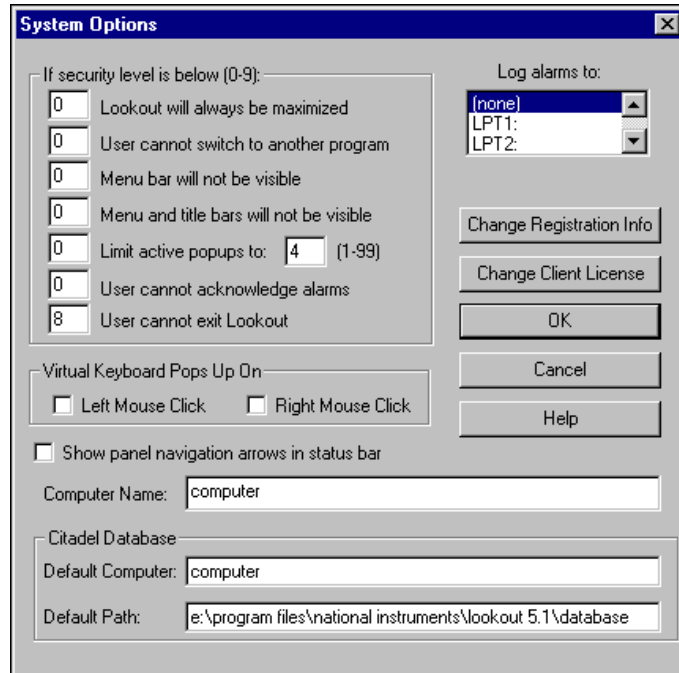 System Options
If security level is below (0-9):
0 Lookout will always be maximized
0 User cannot switch to another program
0 Menu bar will not be visible
0 Menu and title bars will not be visible
0 Limit active popups to: 4 (1-99)
0 User cannot acknowledge alarms
8 User cannot exit Lookout
Log alarms to:
(none)
LPT1:
LPT2:
Change Registration Info
Change Client License
OK
Cancel
Help
Virtual Keyboard Pops Up On
Left Mouse Click Right Mouse Click
Show panel navigation arrows in status bar
Computer Name: computer
Citadel Database
Default Computer: computer
Default Path: e:\program files\national instruments\lookout 5.1\database